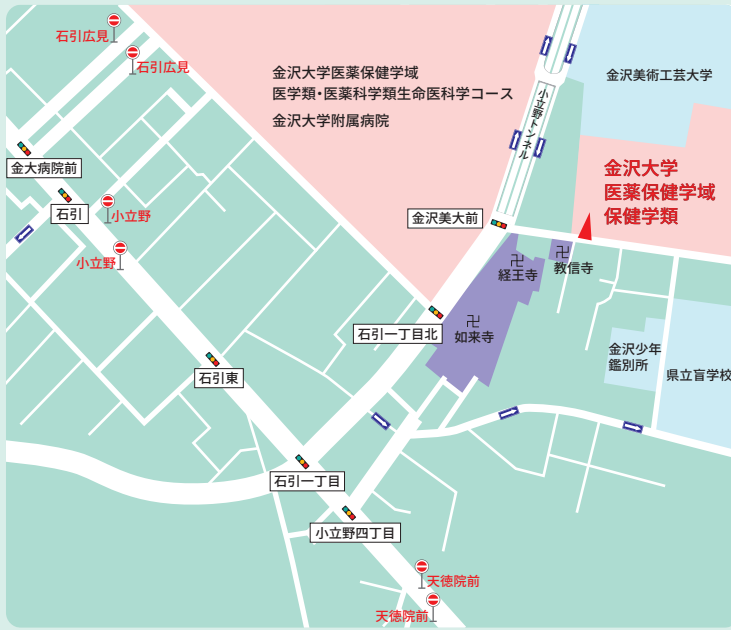 石引広見
石引広見
金沢大学医薬保健学域
医学類・医薬科学類生命医科学コース
金沢大学附属病院
金沢美術工芸大学
小立野トンネル
金大病院前
石引
小立野
小立野
金沢大学
医薬保健学域
保健学類
金沢美大前
卍
経王寺
卍
教信寺
卍
如来寺
石引一丁目北
金沢少年
鑑別所
県立盲学校
石引東
石引一丁目
小立野四丁目
天徳院前
天徳院前